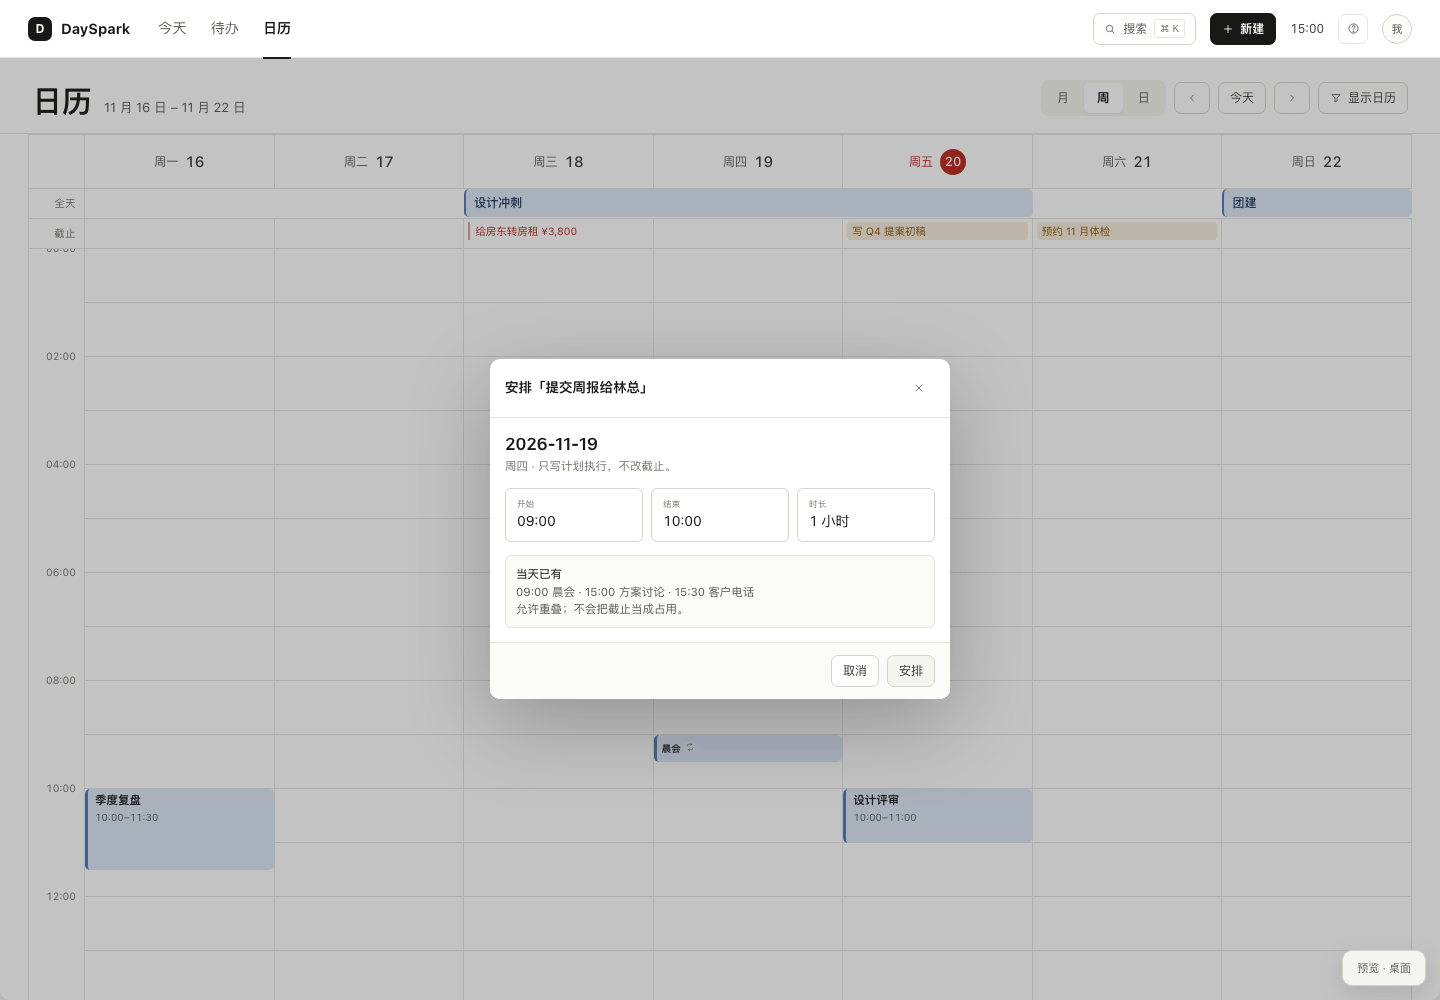 D DaySpark 今天 待办 日历 搜索 ⌘ K + 新建 15:00 我
日历 11 月 16 日 – 11 月 22 日 月 周 日 ‹ 今天 › 显示日历
周一 16 周二 17 周三 18 周四 19 周五 20 周六 21 周日 22
全天 设计冲刺 团建
截止 给房东转房租 ¥3,800 写 Q4 提案初稿 预约 11 月体检
02:00
安排「提交周报给林总」
2026-11-19
周四 · 只写计划执行，不改截止。
04:00
开始 结束 时长
09:00 10:00 1 小时
当天已有
09:00 晨会 · 15:00 方案讨论 · 15:30 客户电话
允许重叠；不会把截止当成占用。
06:00
取消 安排
08:00
晨会
10:00
季度复盘 设计评审
10:00–11:30 10:00–11:00
12:00
预览 · 桌面